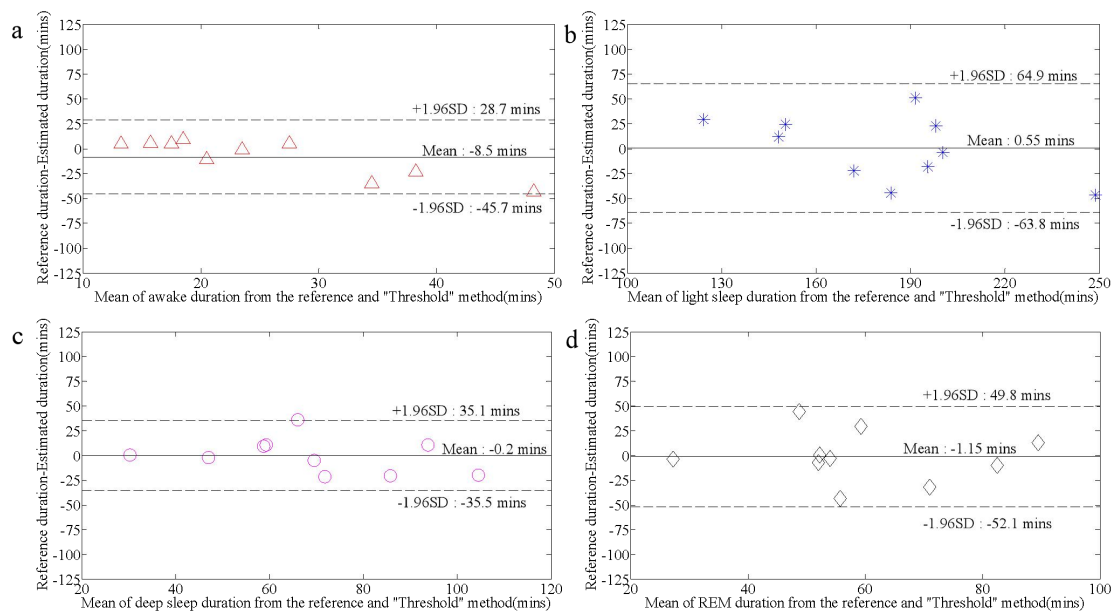 a
Reference duration-Estimated duration(mins)
125
100
75
50
25
0
-25
-50
-75
-100
-125
+1.96SD : 28.7 mins
Mean : -8.5 mins
-1.96SD : -45.7 mins
10 20 30 40 50
Mean of awake duration from the reference and "Threshold" method(mins)
b
Reference duration-Estimated duration(mins)
125
100
75
50
25
0
-25
-50
-75
-100
-125
+1.96SD : 64.9 mins
Mean : 0.55 mins
-1.96SD : -63.8 mins
100 130 160 190 220 250
Mean of light sleep duration from the reference and "Threshold" method(mins)
c
Reference duration-Estimated duration(mins)
125
100
75
50
25
0
-25
-50
-75
-100
-125
+1.96SD : 35.1 mins
Mean : -0.2 mins
-1.96SD : -35.5 mins
20 40 60 80 100 120
Mean of deep sleep duration from the reference and "Threshold" method(mins)
d
Reference duration-Estimated duration(mins)
125
100
75
50
25
0
-25
-50
-75
-100
-125
+1.96SD : 49.8 mins
Mean : -1.15 mins
-1.96SD : -52.1 mins
20 40 60 80 100
Mean of REM duration from the reference and "Threshold" method(mins)